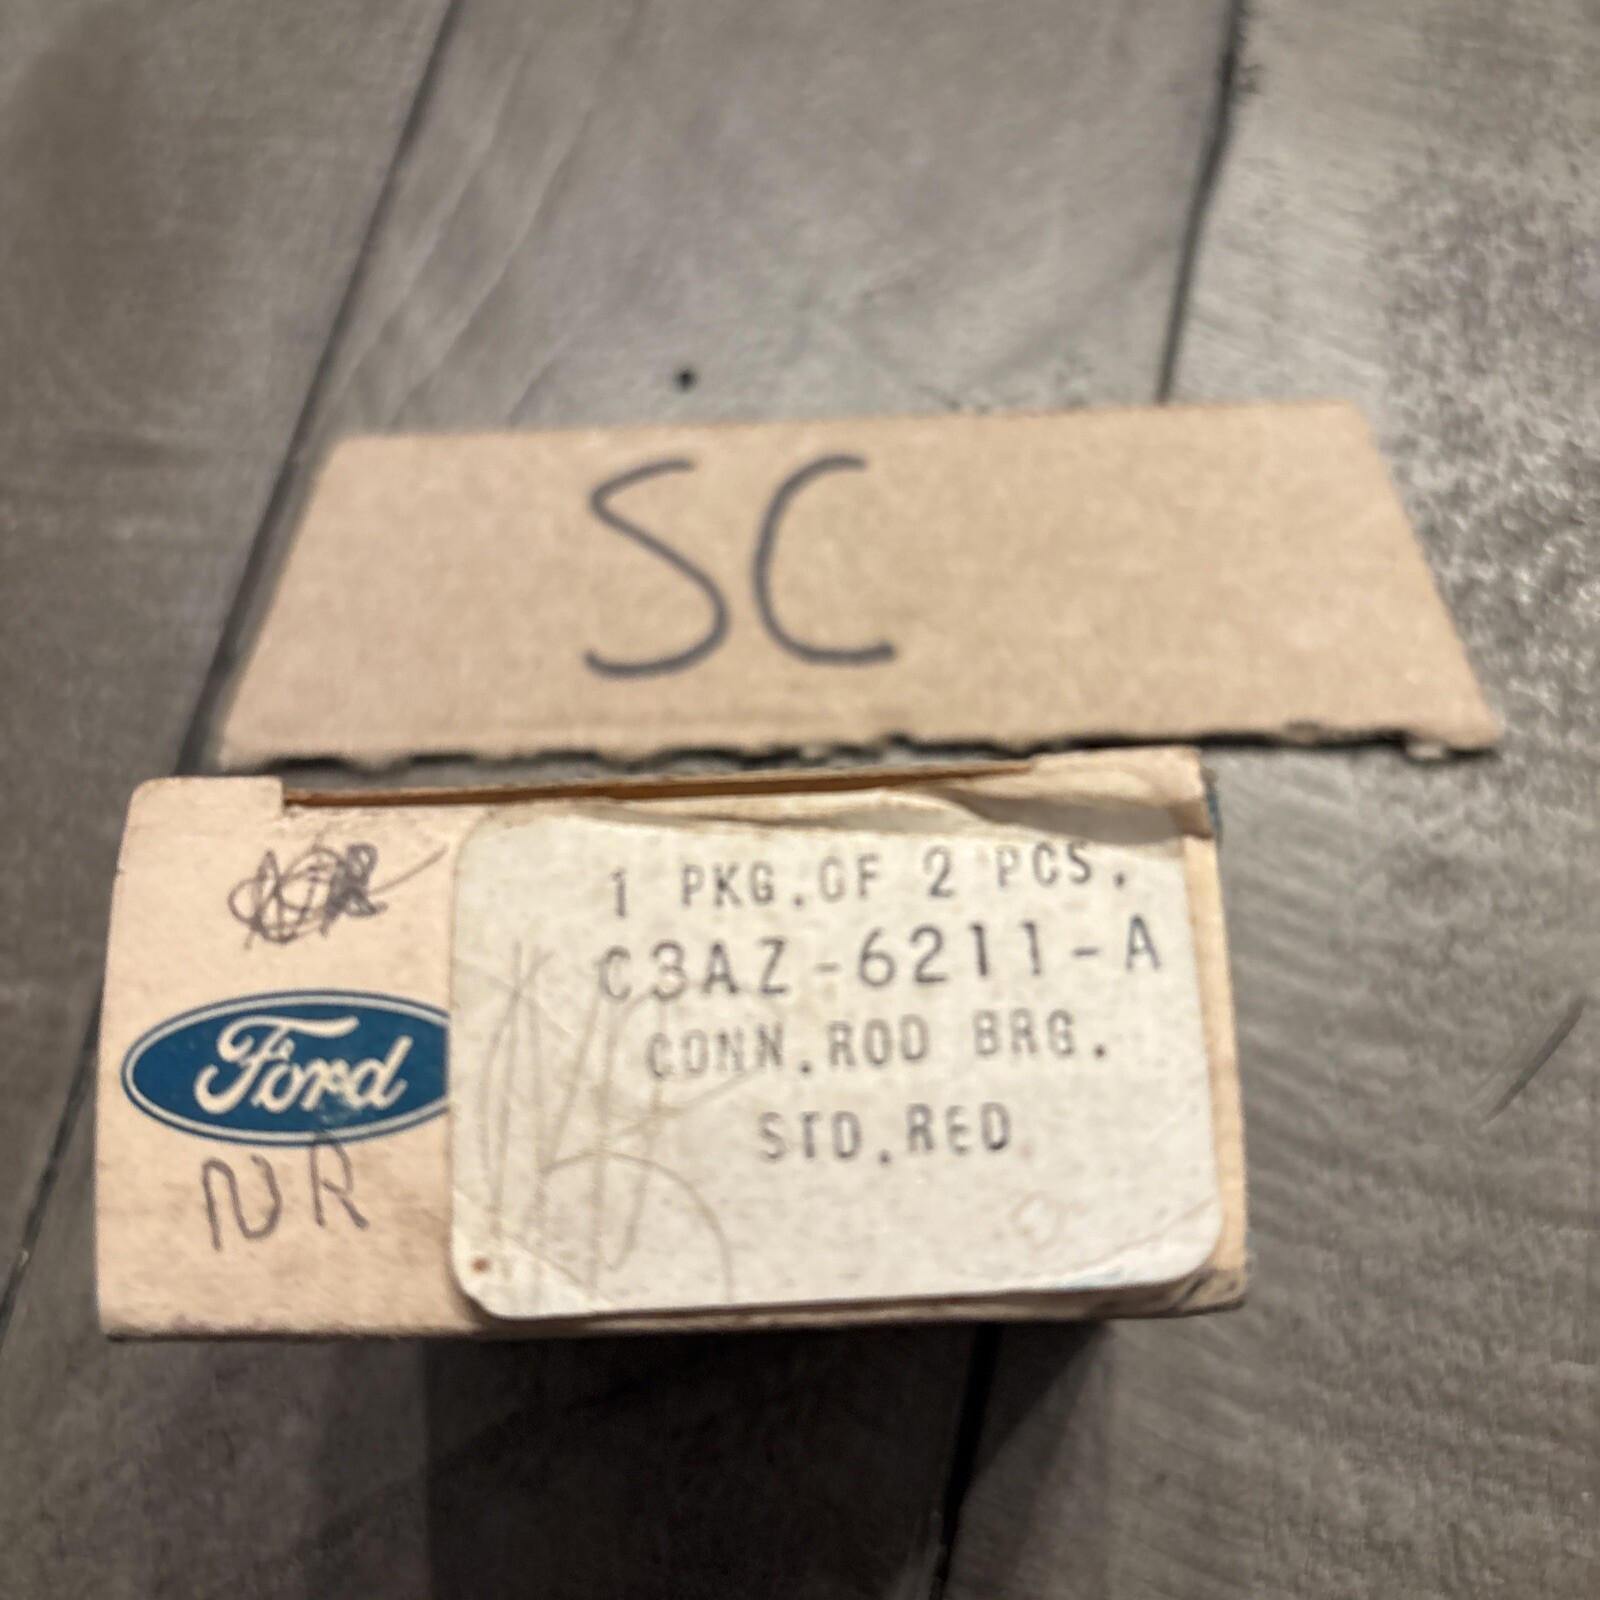 SC
1 PKG.OF 2 PCS.
C3AZ-6211-A
CONN.ROD BRG.
STD.RED
Ford
NR